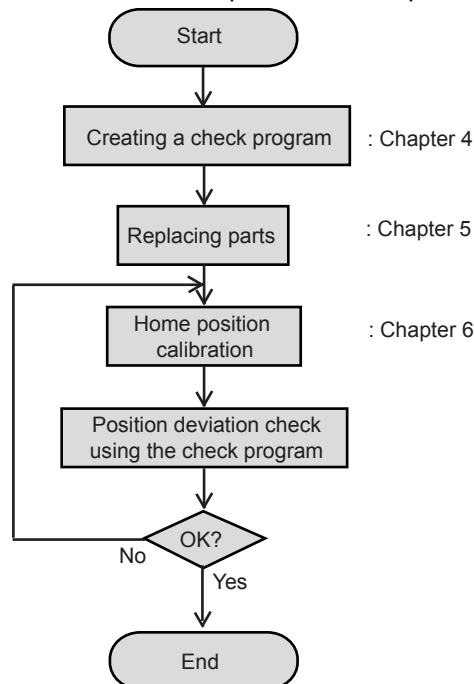 Start
Creating a check program
: Chapter 4
Replacing parts
: Chapter 5
Home position
calibration
: Chapter 6
Position deviation check
using the check program
OK?
No
Yes
End